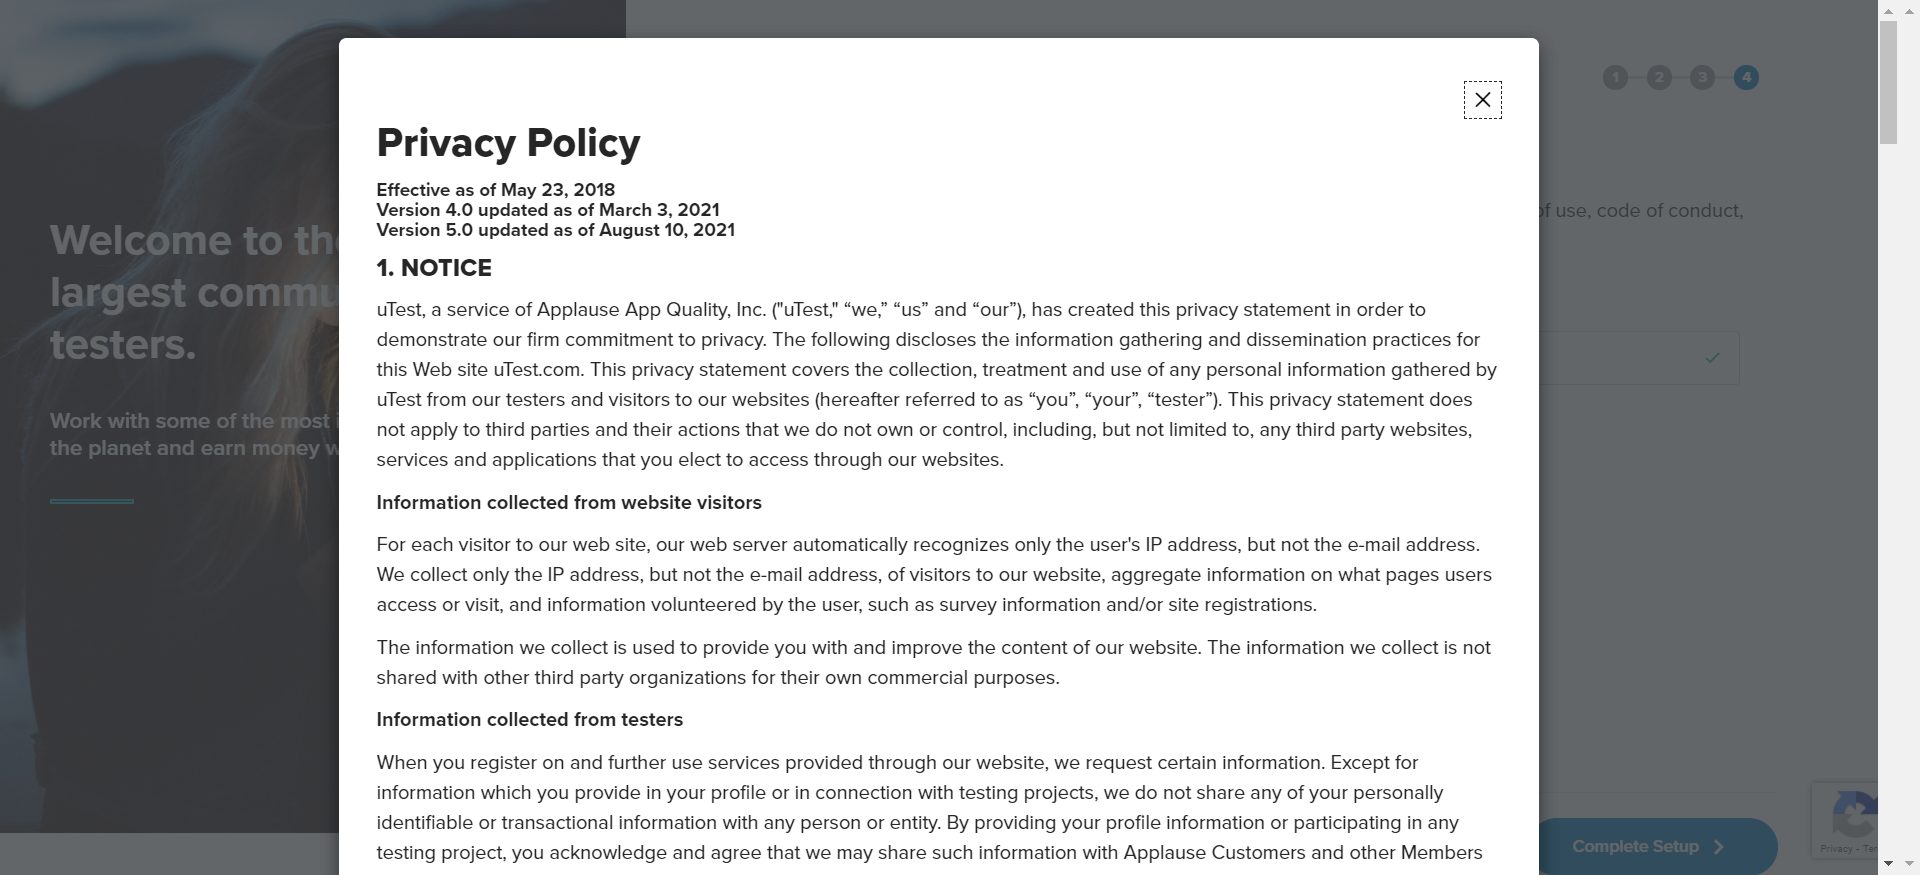 1 2 3 4
Welcome to the
largest commu
testers.
Work with some of the most i
the planet and earn money w
of use, code of conduct,
Privacy Policy
Effective as of May 23, 2018
Version 4.0 updated as of March 3, 2021
Version 5.0 updated as of August 10, 2021
1. NOTICE
uTest, a service of Applause App Quality, Inc. ("uTest," “we,” “us” and “our”), has created this privacy statement in order to
demonstrate our firm commitment to privacy. The following discloses the information gathering and dissemination practices for
this Web site uTest.com. This privacy statement covers the collection, treatment and use of any personal information gathered by
uTest from our testers and visitors to our websites (hereafter referred to as “you”, “your”, “tester”). This privacy statement does
not apply to third parties and their actions that we do not own or control, including, but not limited to, any third party websites,
services and applications that you elect to access through our websites.
Information collected from website visitors
For each visitor to our web site, our web server automatically recognizes only the user's IP address, but not the e-mail address.
We collect only the IP address, but not the e-mail address, of visitors to our website, aggregate information on what pages users
access or visit, and information volunteered by the user, such as survey information and/or site registrations.
The information we collect is used to provide you with and improve the content of our website. The information we collect is not
shared with other third party organizations for their own commercial purposes.
Information collected from testers
When you register on and further use services provided through our website, we request certain information. Except for
information which you provide in your profile or in connection with testing projects, we do not share any of your personally
identifiable or transactional information with any person or entity. By providing your profile information or participating in any
testing project, you acknowledge and agree that we may share such information with Applause Customers and other Members
Complete Setup
Privacy - Ter